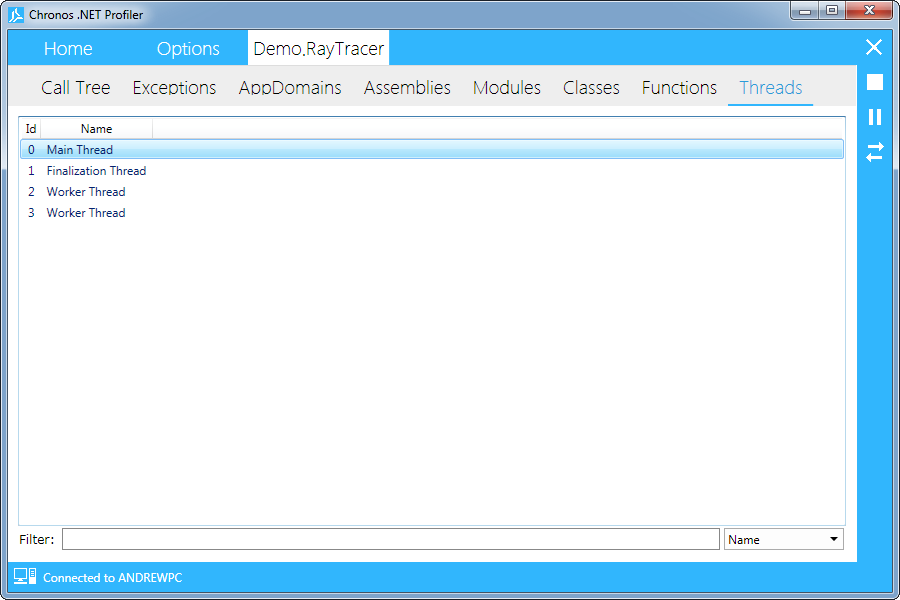 Chronos .NET Profiler
Home Options Demo.RayTracer
Call Tree Exceptions AppDomains Assemblies Modules Classes Functions Threads
Id Name
0 Main Thread
1 Finalization Thread
2 Worker Thread
3 Worker Thread
Filter: Name
Connected to ANDREWPC